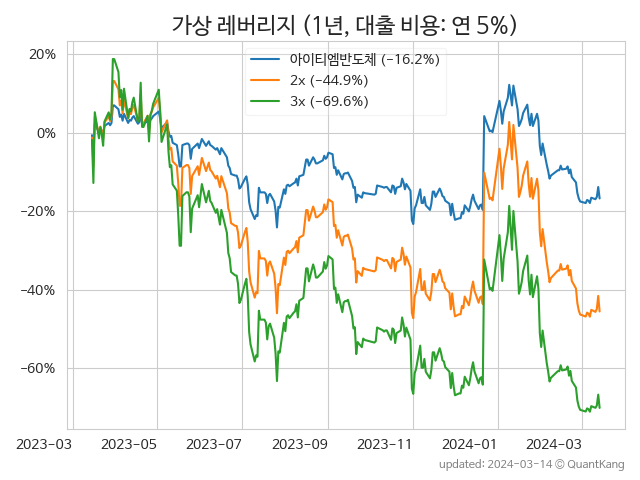 가상 레버리지 (1년, 대출 비용: 연 5%)
아이티엠반도체 (−16.2%)
2x (−44.9%)
3x (−69.6%)
20%
0%
−20%
−40%
−60%
2023-03
2023-05
2023-07
2023-09
2023-11
2024-01
2024-03
updated: 2024-03-14 © QuantKang